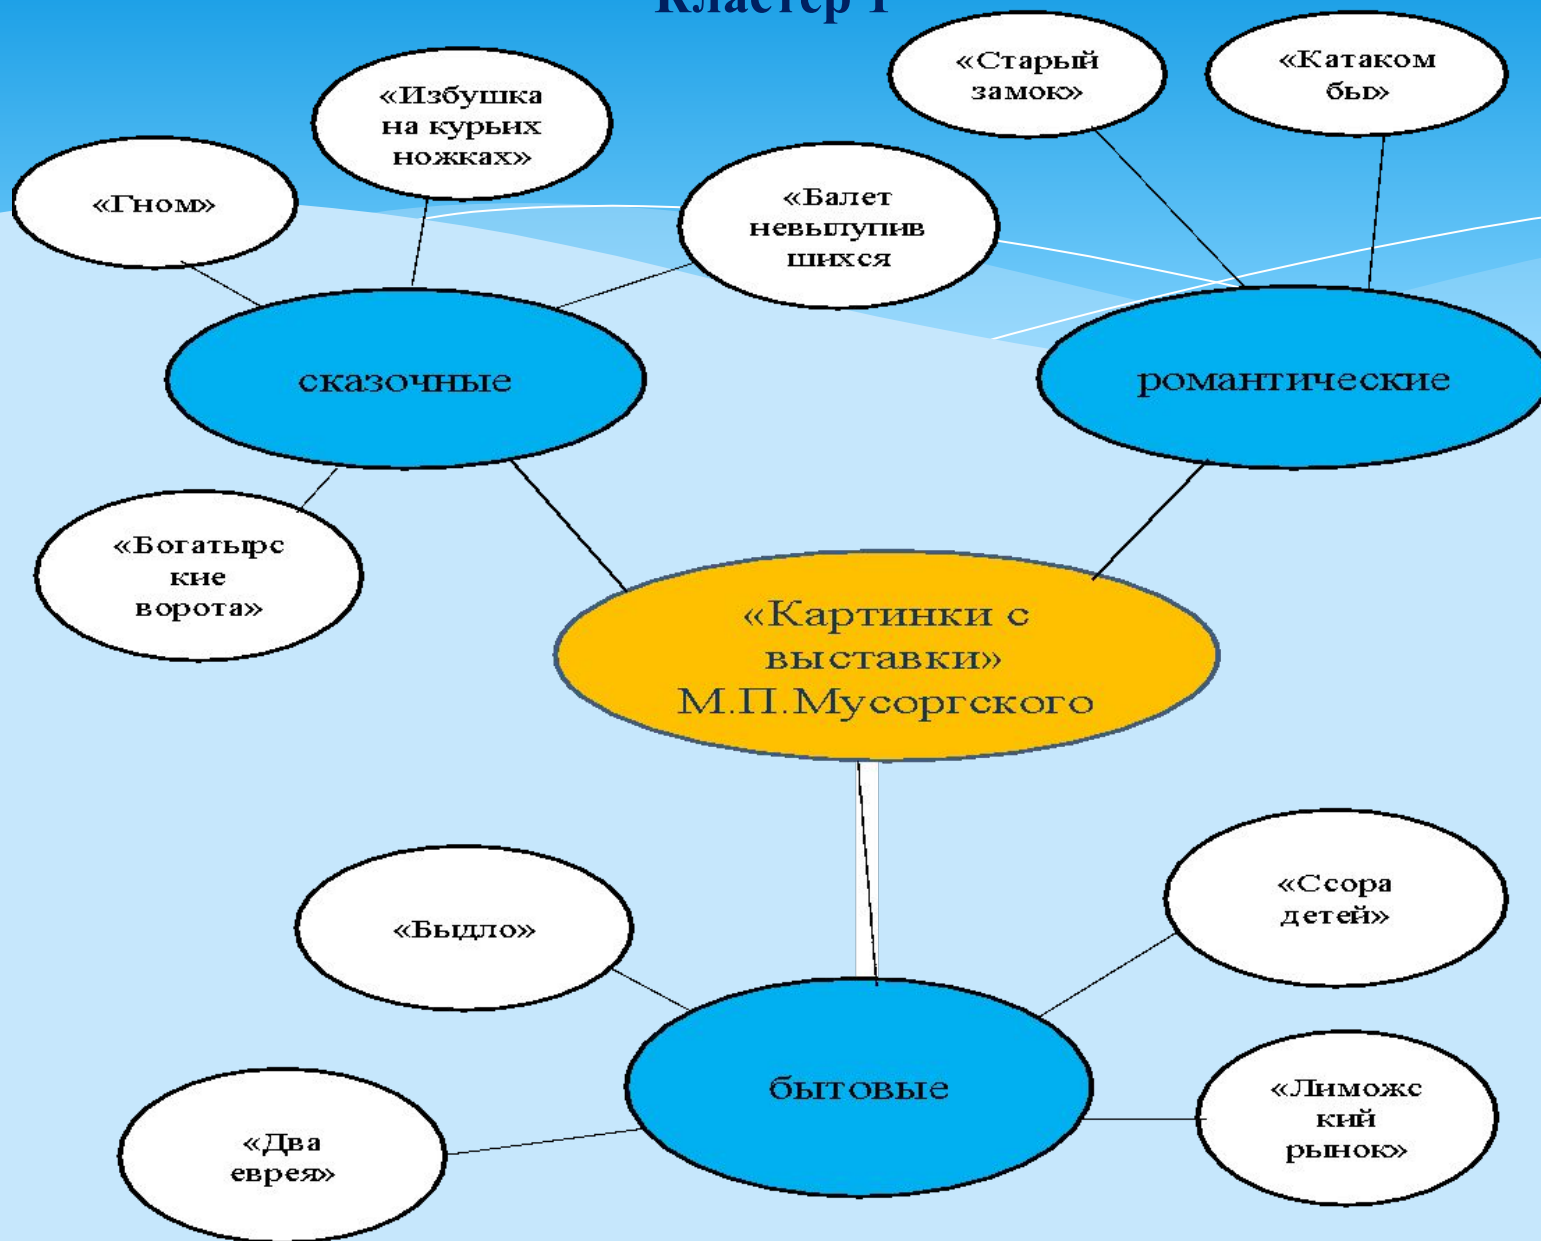 Кластер 1
«Старый
замок»
«Катаком
бы»
«Избушка
на курьих
ножках»
«Гном»
«Балет
невылупив
шихся
сказочные
романтические
«Богатырс
кие
ворота»
«Картинки с
выставки»
М.П.Мусоргского
«Быдло»
«Ссора
детей»
бытовые
«Лиможс
кий
рынок»
«Два
еврея»